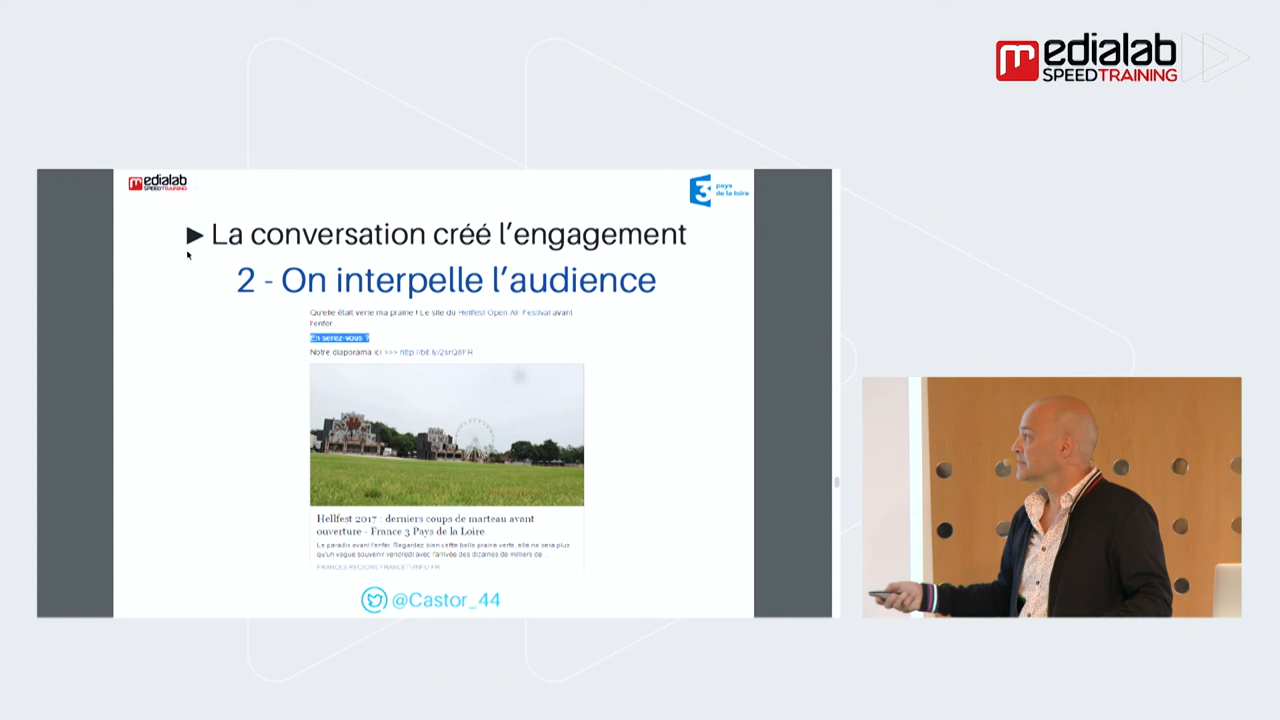 medialab
SPEEDTRAINING
medialab
SPEEDTRAINING
3 pays
de la loire
La conversation créé l'engagement
2 - On interpelle l'audience
Qu'elle était verte ma prairie ! Le site du Hellfest Open Air Festival avant
l'enfer.
En serez-vous ?
Notre diaporama ici >>> http://bit.ly/2srQ8FR
Hellfest 2017 : derniers coups de marteau avant
ouverture - France 3 Pays de la Loire
Le paradis avant l'enfer. Regardez bien cette belle prairie verte, elle ne sera plus
qu'un vague souvenir vendredi avec l'arrivée des dizaines de milliers de...
FRANCE3-REGIONS.FRANCETVINFO.FR
@Castor_44